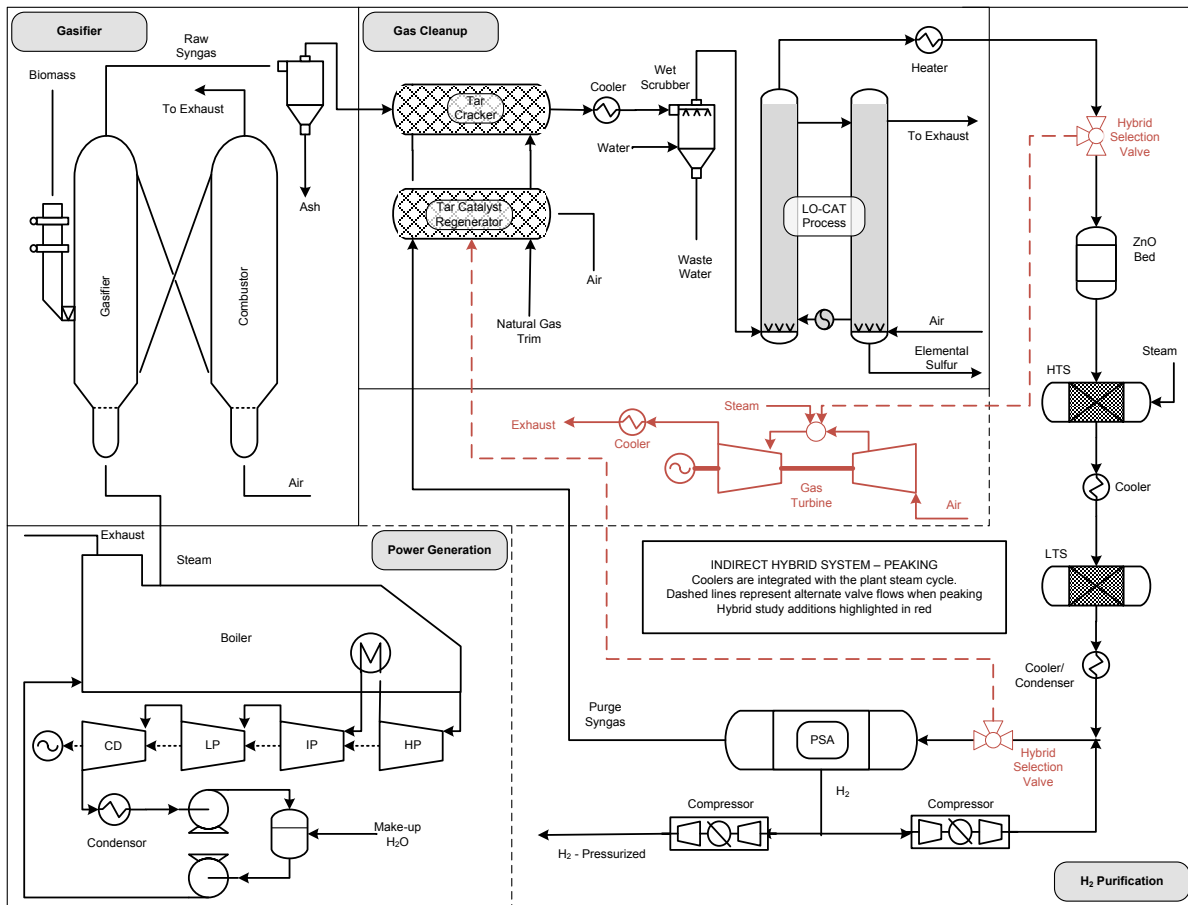 Gasifier
Raw
Syngas
Biomass
To Exhaust
Ash
Gasifier
Combustor
Air
Gas Cleanup
Tar
Cracker
Cooler
Wet
Scrubber
Water
Tar Catalyst
Regenerator
Air
Natural Gas
Trim
Waste
Water
LO-CAT
Process
To Exhaust
Air
Elemental
Sulfur
Heater
Hybrid
Selection
Valve
ZnO
Bed
HTS
Steam
Cooler
LTS
Cooler/
Condenser
Exhaust
Cooler
Steam
Gas
Turbine
Air
INDIRECT HYBRID SYSTEM – PEAKING
Coolers are integrated with the plant steam cycle.
Dashed lines represent alternate valve flows when peaking
Hybrid study additions highlighted in red
Power Generation
Exhaust
Steam
Boiler
CD
LP
IP
HP
Condensor
Make-up
H2O
Purge
Syngas
PSA
H2
Hybrid
Selection
Valve
Compressor
Compressor
H2 - Pressurized
H2 Purification